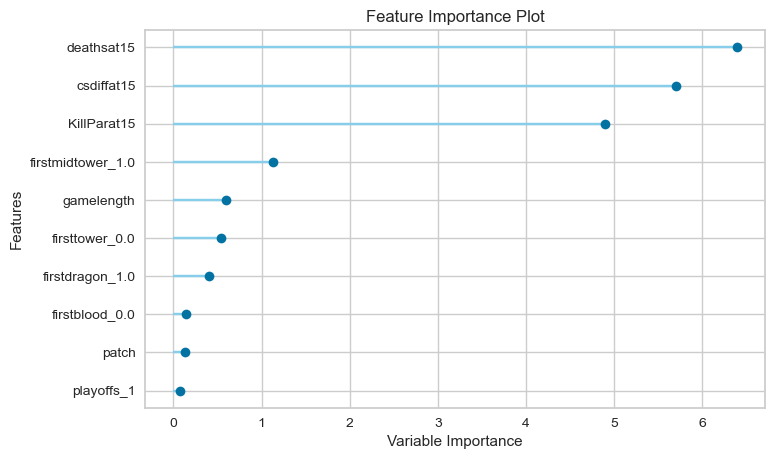 Feature Importance Plot
Features
deathsat15
csdiffat15
KillParat15
firstmidtower_1.0
gamelength
firsttower_0.0
firstdragon_1.0
firstblood_0.0
patch
playoffs_1
0 1 2 3 4 5 6
Variable Importance